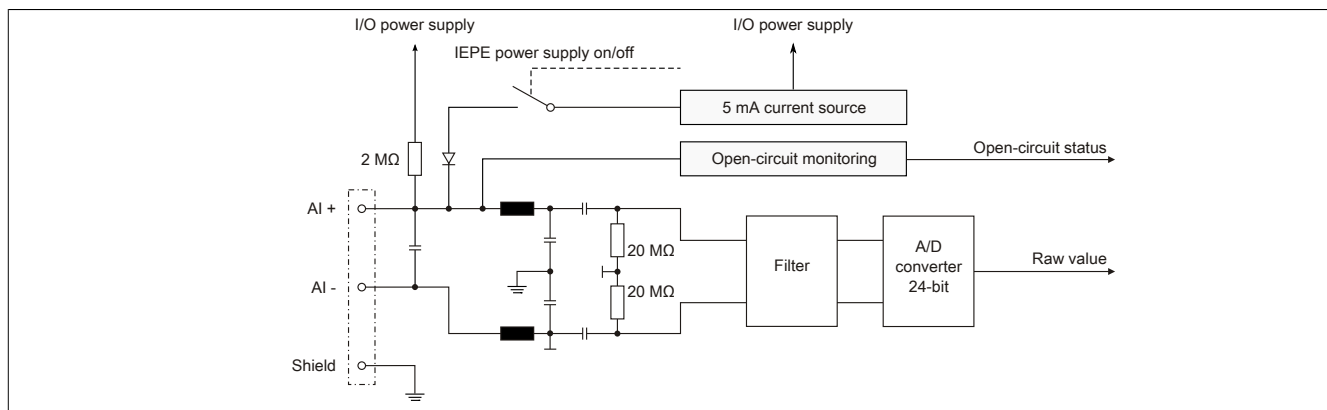 I/O power supply
I/O power supply
IEPE power supply on/off
5 mA current source
2 MΩ
Open-circuit monitoring
Open-circuit status
AI +
20 MΩ
Filter
A/D
converter
24-bit
Raw value
AI -
20 MΩ
Shield